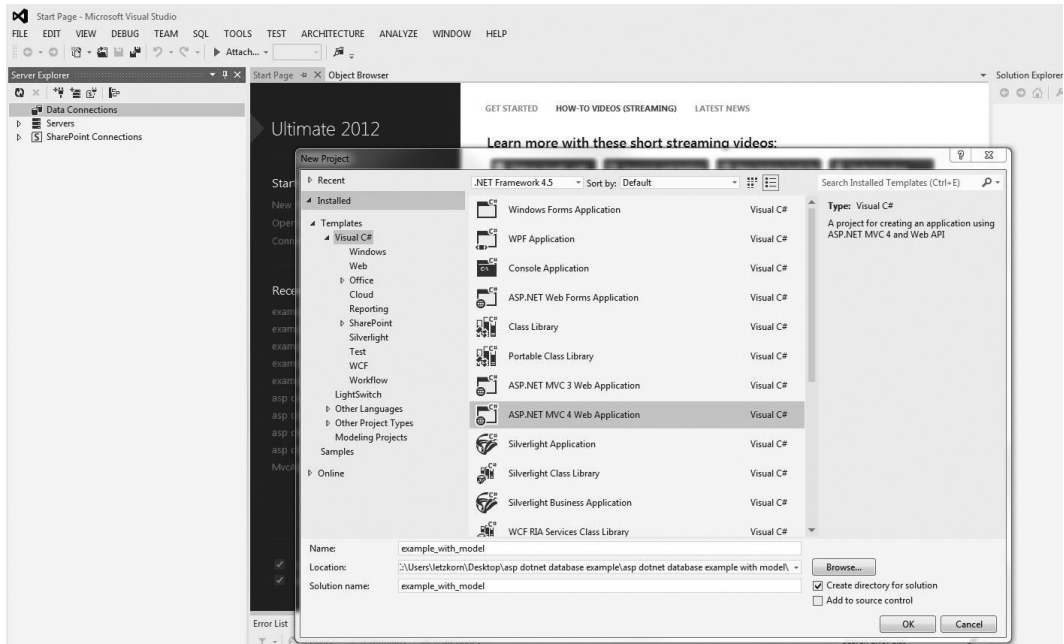 Start Page - Microsoft Visual Studio
FILE EDIT VIEW DEBUG TEAM SQL TOOLS TEST ARCHITECTURE ANALYZE WINDOW HELP
Attach...
Server Explorer
Start Page
Object Browser
Solution Explorer
Data Connections
Servers
SharePoint Connections
GET STARTED HOW-TO VIDEOS (STREAMING) LATEST NEWS
Ultimate 2012
Learn more with these short streaming videos:
New Project
Recent
Installed
Templates
Visual C#
Windows
Web
Office
Cloud
Reporting
SharePoint
Silverlight
Test
WCF
Workflow
LightSwitch
Other Languages
Other Project Types
Modeling Projects
Samples
Online
.NET Framework 4.5 Sort by: Default
Search Installed Templates (Ctrl+E)
Windows Forms Application Visual C#
WPF Application Visual C#
Console Application Visual C#
ASP.NET Web Forms Application Visual C#
Class Library Visual C#
Portable Class Library Visual C#
ASP.NET MVC 3 Web Application Visual C#
ASP.NET MVC 4 Web Application Visual C#
Silverlight Application Visual C#
Silverlight Class Library Visual C#
Silverlight Business Application Visual C#
WCF RIA Services Class Library Visual C#
Type: Visual C#
A project for creating an application using
ASP.NET MVC 4 and Web API
Name: example_with_model
Location: :\Users\letzkorn\Desktop\asp dotnet database example\asp dotnet database example with model\
Browse...
Solution name: example_with_model
Create directory for solution
Add to source control
OK Cancel
Error List